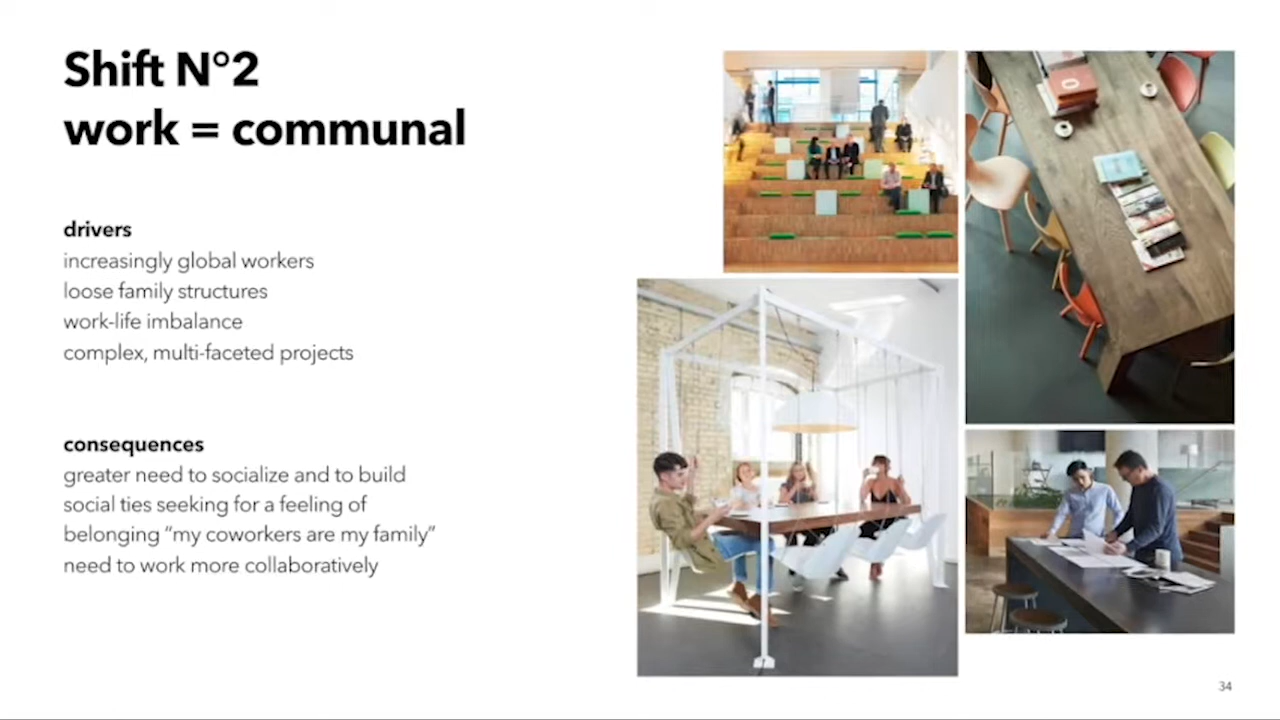 Shift N°2
work = communal
drivers
increasingly global workers
loose family structures
work-life imbalance
complex, multi-faceted projects
consequences
greater need to socialize and to build
social ties seeking for a feeling of
belonging “my coworkers are my family”
need to work more collaboratively
34